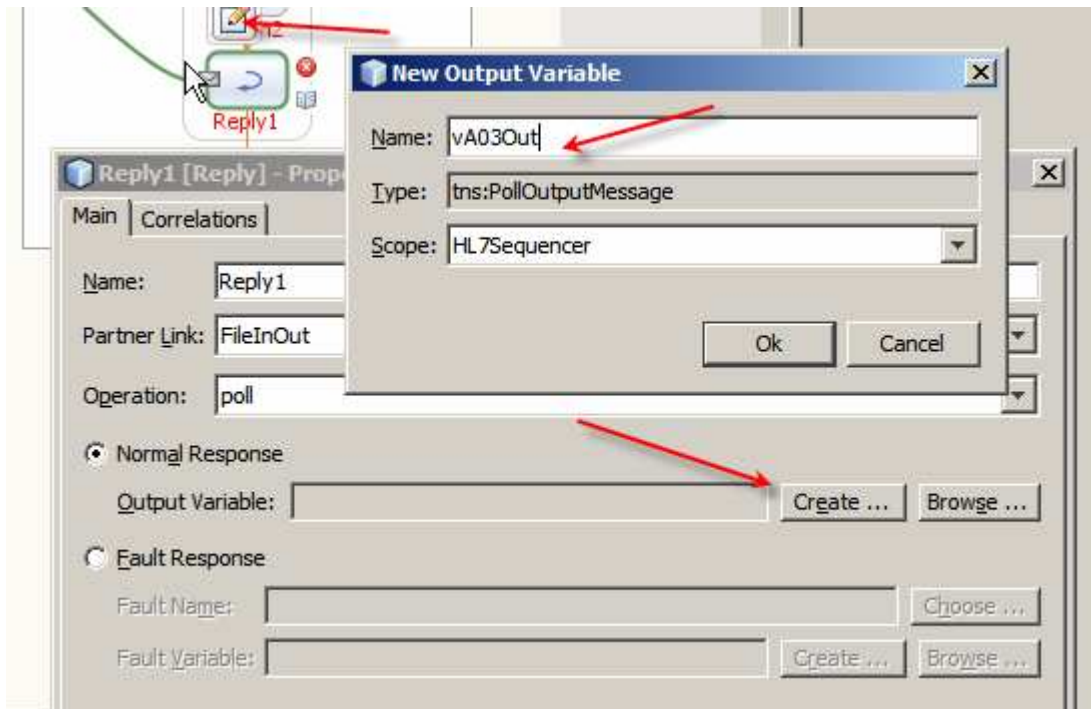 n2
Reply1
New Output Variable
Name: vA03Out
Type: tns:PollOutputMessage
Scope: HL7Sequencer
Ok Cancel
Reply1 [Reply] -
Main Correlations
Name: Reply1
Partner Link: FileInOut
Operation: poll
Normal Response
Output Variable: Create ... Browse ...
Fault Response
Fault Name: Choose ...
Fault Variable: Create ... Browse ...